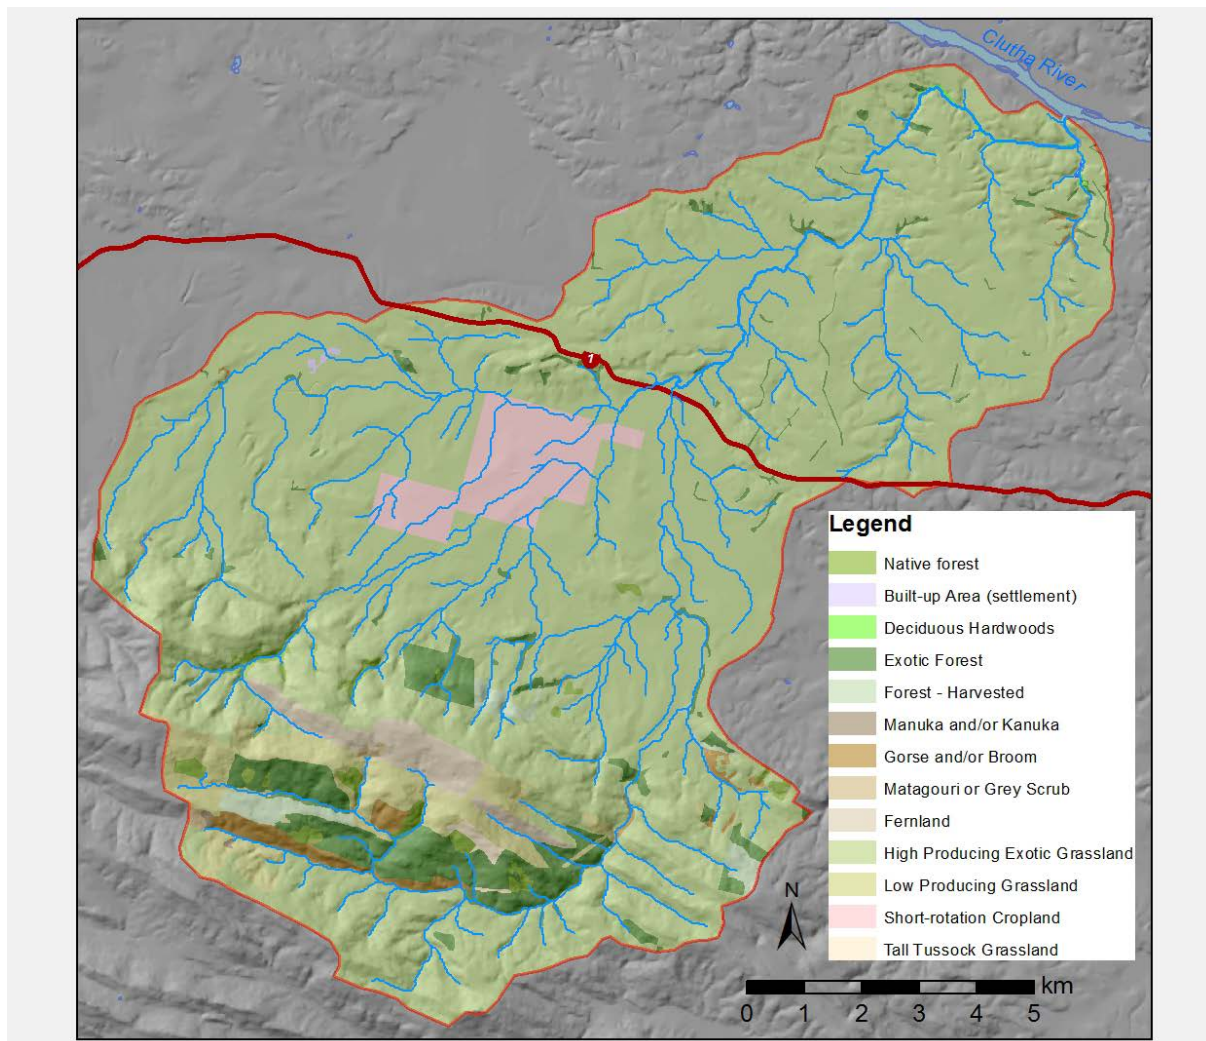 Clutha River
1
Legend
Native forest
Built-up Area (settlement)
Deciduous Hardwoods
Exotic Forest
Forest - Harvested
Manuka and/or Kanuka
Gorse and/or Broom
Matagouri or Grey Scrub
Fernland
High Producing Exotic Grassland
Low Producing Grassland
Short-rotation Cropland
Tall Tussock Grassland
N
km
0 1 2 3 4 5